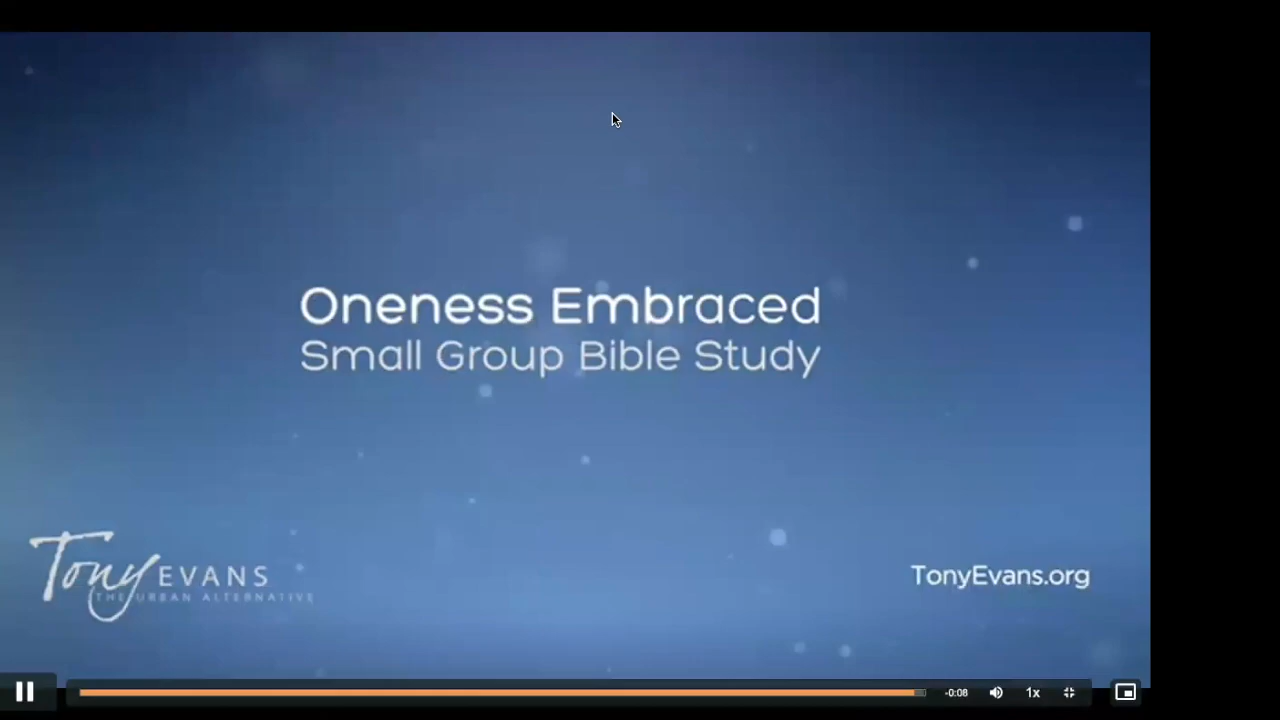 Oneness Embraced
Small Group Bible Study
Tony EVANS
THE URBAN ALTERNATIVE
TonyEvans.org
-0:08
1x